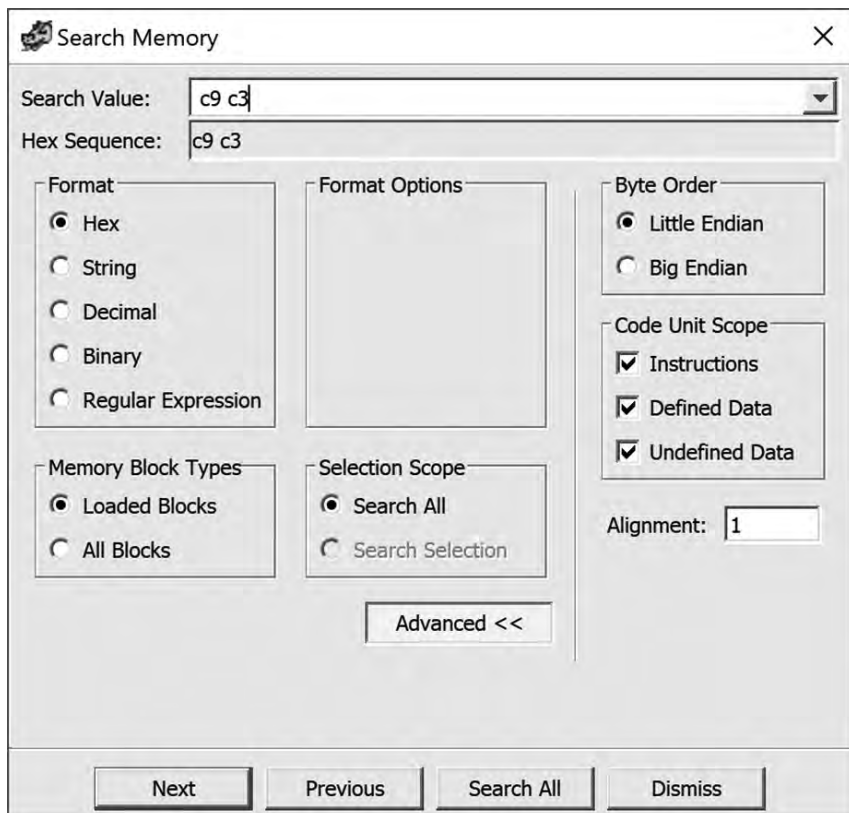 Search Memory
Search Value: c9 c3
Hex Sequence: c9 c3
Format
Hex
String
Decimal
Binary
Regular Expression
Format Options
Byte Order
Little Endian
Big Endian
Code Unit Scope
Instructions
Defined Data
Undefined Data
Memory Block Types
Loaded Blocks
All Blocks
Selection Scope
Search All
Search Selection
Alignment: 1
Advanced <<
Next Previous Search All Dismiss